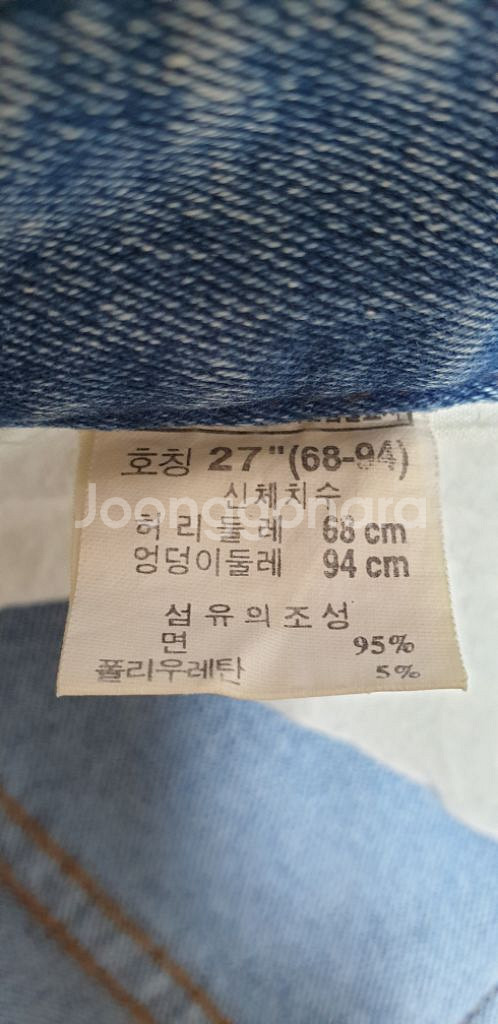 호칭 27"(68-94)
신체치수
Joonggonara
허리둘레 68 cm
엉덩이둘레 94 cm
섬유의조성
면 95%
폴리우레탄 5%